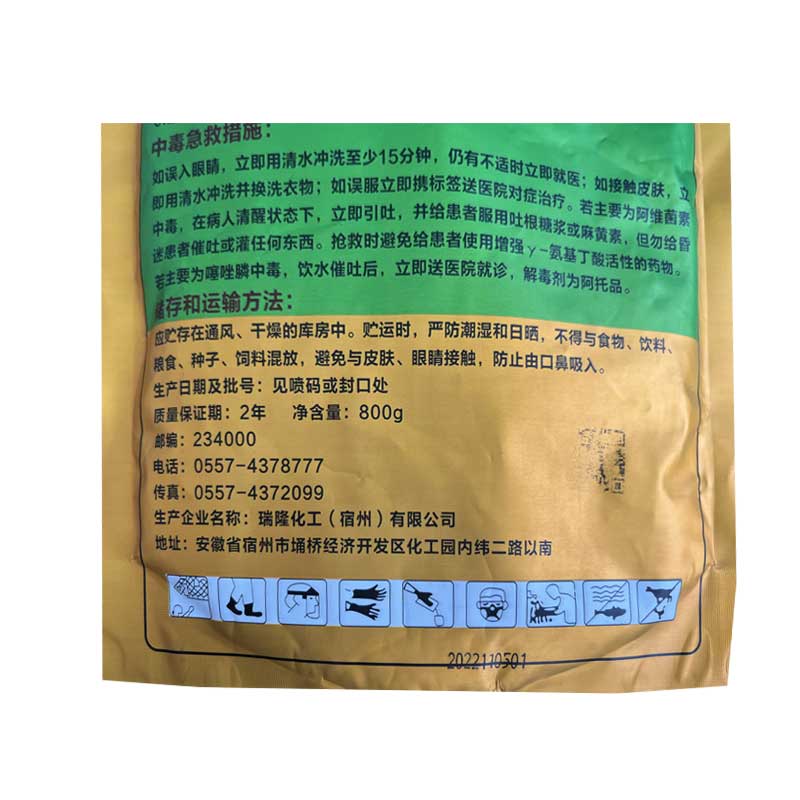 中毒急救措施：
如误入眼睛，立即用清水冲洗至少15分钟，仍有不适时立即就医；如接触皮肤，立
即用清水冲洗并换洗衣物；如误服立即携标签送医院对症治疗。若主要为阿维菌素
中毒，在病人清醒状态下，立即引吐，并给患者服用吐根糖浆或麻黄素，但勿给昏
迷患者催吐或灌任何东西。抢救时避免给患者使用增强γ-氨基丁酸活性的药物。
若主要为噻唑膦中毒，饮水催吐后，立即送医院就诊，解毒剂为阿托品。
储存和运输方法：
应贮存在通风、干燥的库房中。贮运时，严防潮湿和日晒，不得与食物、饮料、
粮食、种子、饲料混放，避免与皮肤、眼睛接触，防止由口鼻吸入。
生产日期及批号：见喷码或封口处
质量保证期：2年 净含量：800g
邮编：234000
电话：0557-4378777
传真：0557-4372099
生产企业名称：瑞隆化工（宿州）有限公司
地址：安徽省宿州市埇桥经济开发区化工园内纬二路以南
2022110501